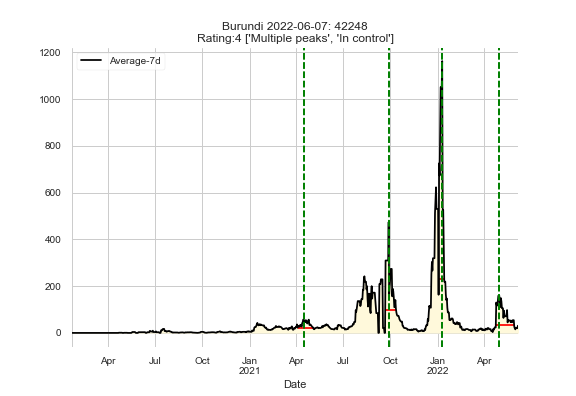 Burundi 2022-06-07: 42248
Rating:4 ['Multiple peaks', 'In control']
Average-7d
1200
1000
800
600
400
200
0
Apr Jul Oct Jan Apr Jul Oct Jan Apr
2021 2022
Date